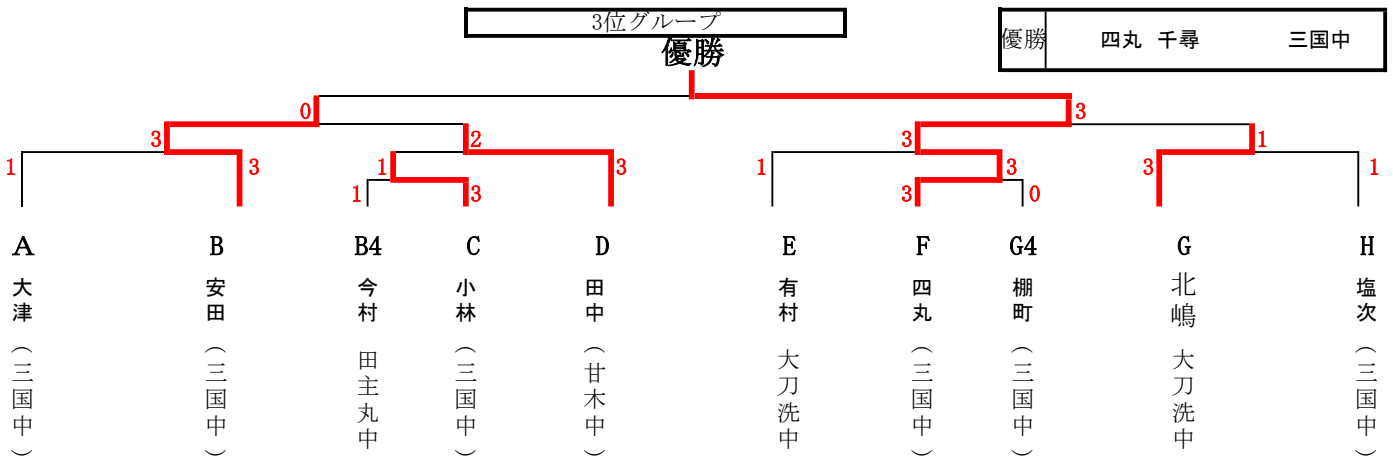 3位グループ
優勝
優勝 四丸 千尋 三国中
0 3
3 2 3 1
1 3 1 3 1 3 3 1
1 3 3 0
A B B4 C D E F G4 G H
大津（三国中）
安田（三国中）
今村 田主丸中
小林（三国中）
田中（甘木中）
有村 大刀洗中
四丸（三国中）
棚町（三国中）
北嶋 大刀洗中
塩次（三国中）